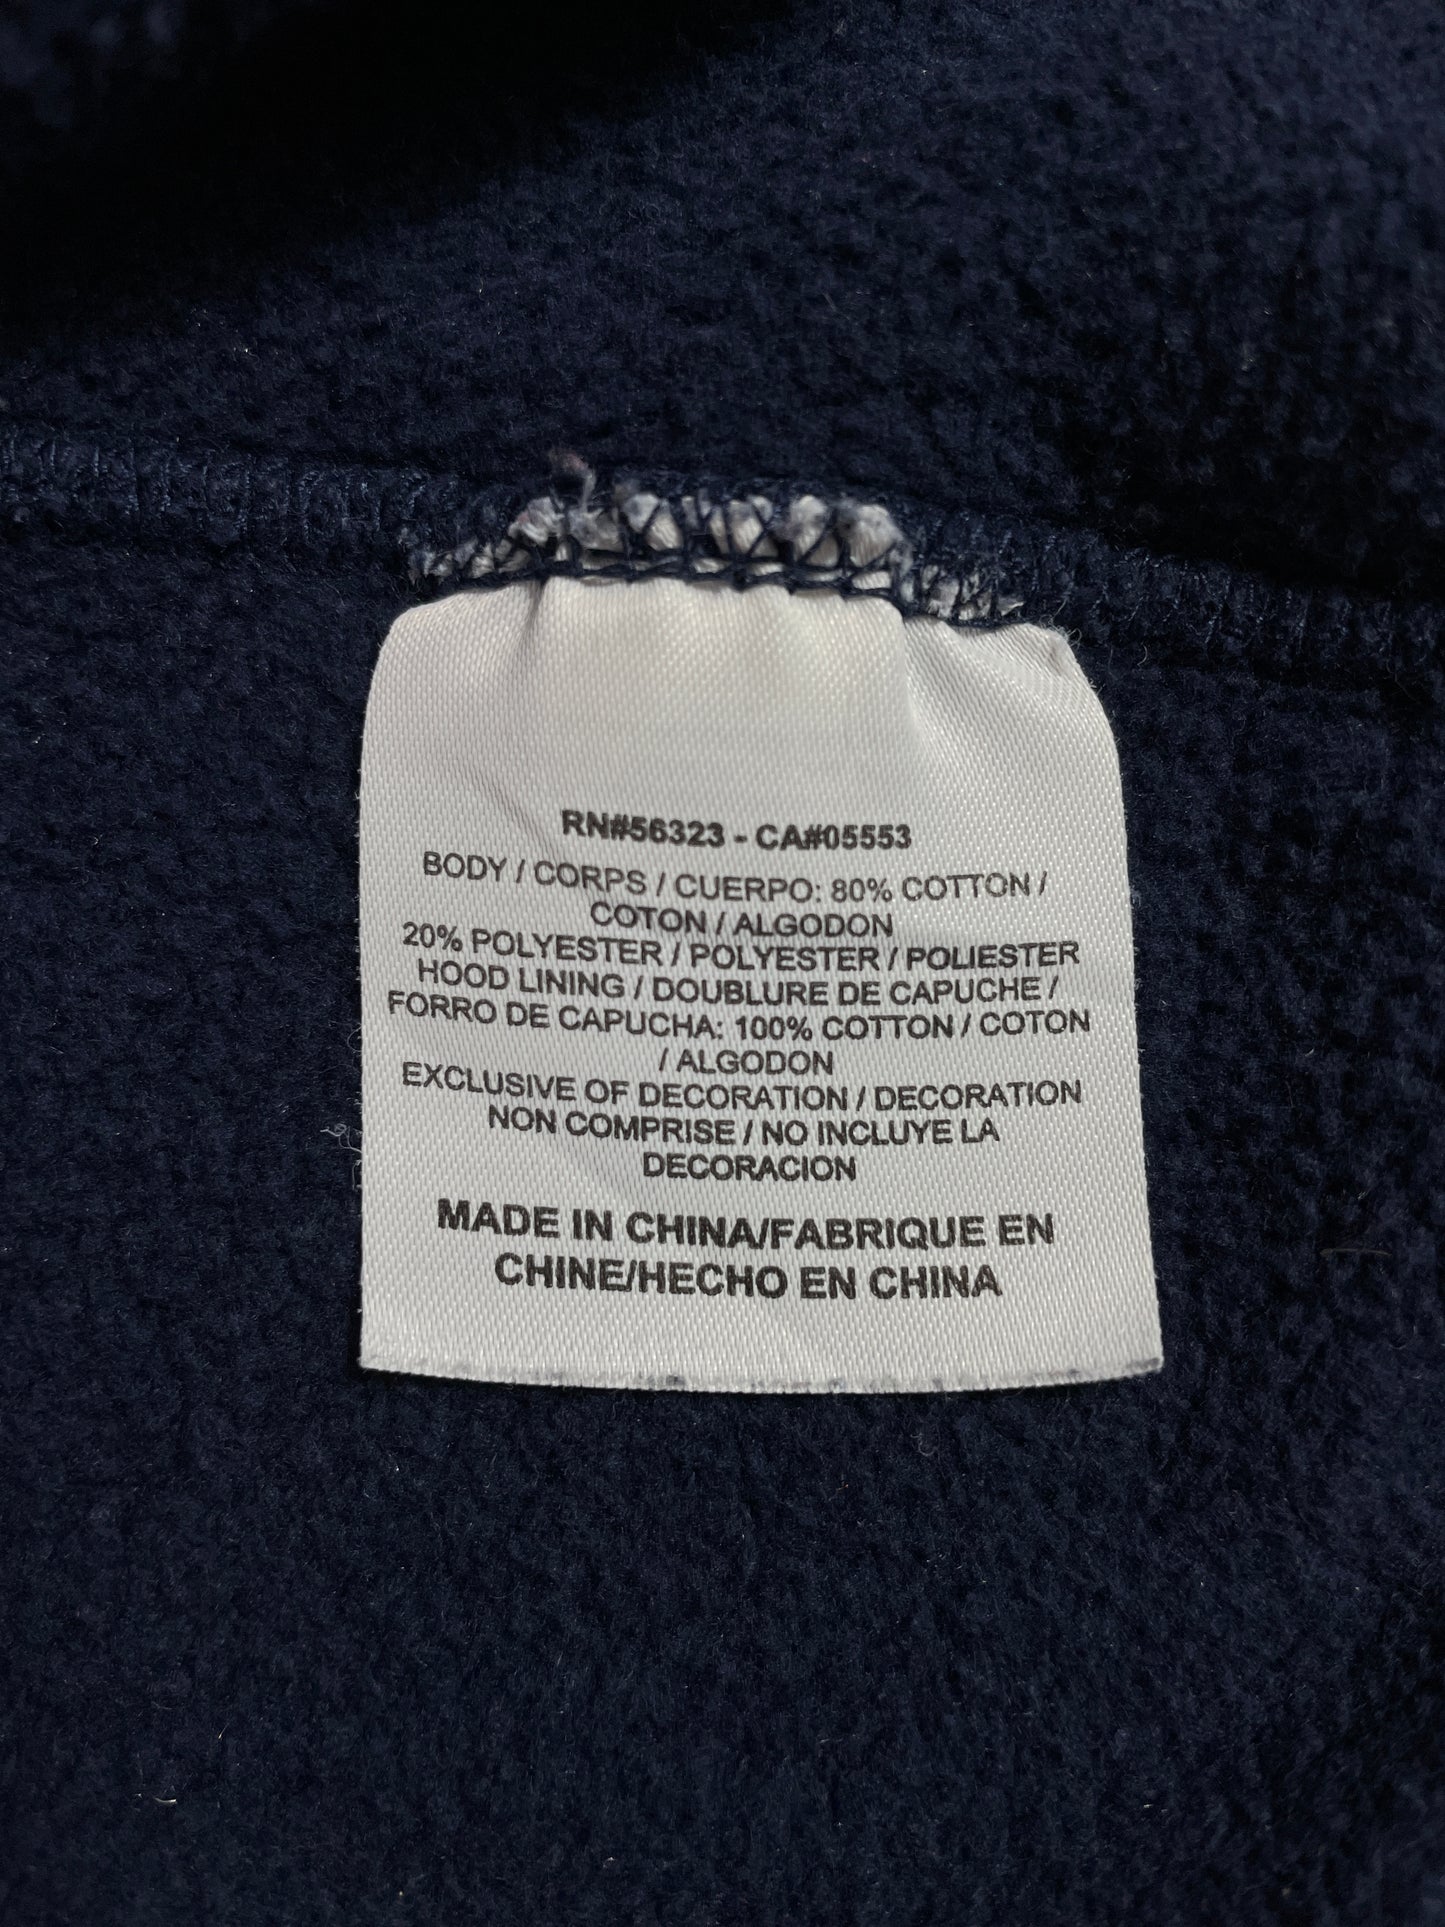 RN#56323 - CA#05553
BODY / CORPS / CUERPO: 80% COTTON /
COTON / ALGODON
20% POLYESTER / POLYESTER / POLIESTER
HOOD LINING / DOUBLURE DE CAPUCHE /
FORRO DE CAPUCHA: 100% COTTON / COTON
/ ALGODON
EXCLUSIVE OF DECORATION / DECORATION
NON COMPRISE / NO INCLUYE LA
DECORACION
MADE IN CHINA/FABRIQUE EN
CHINE/HECHO EN CHINA